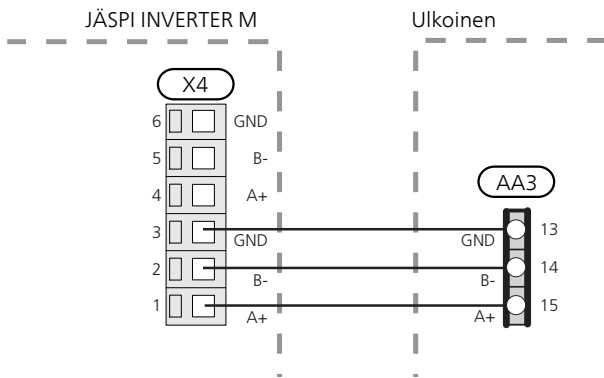 JÄSPI INVERTER M Ulkoinen
X4
6 GND
5 B-
4 A+
AA3
3 GND GND 13
2 B- B- 14
1 A+ A+ 15